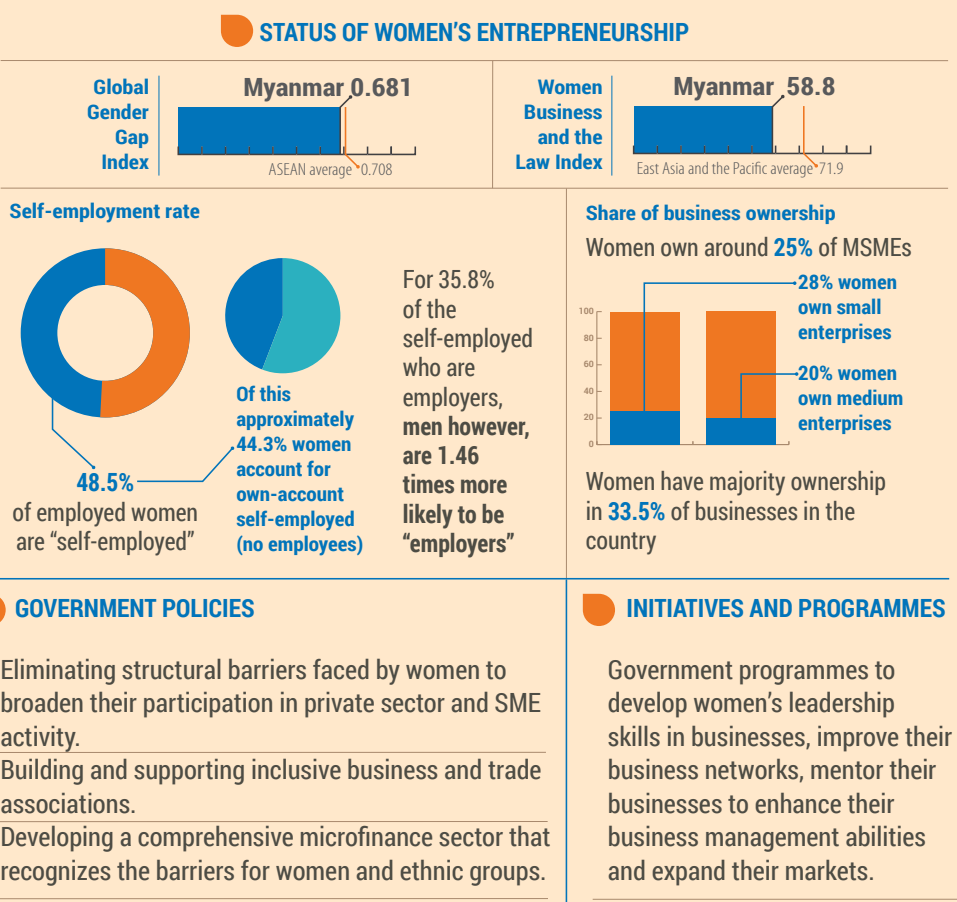 STATUS OF WOMEN'S ENTREPRENEURSHIP
Global
Gender
Gap
Index
Myanmar 0.681
ASEAN average 0.708
Women
Business
and the
Law Index
Myanmar 58.8
East Asia and the Pacific average 71.9
Self-employment rate
48.5%
of employed women
are “self-employed”
Of this
approximately
44.3% women
account for
own-account
self-employed
(no employees)
For 35.8%
of the
self-employed
who are
employers,
men however,
are 1.46
times more
likely to be
“employers”
Share of business ownership
Women own around 25% of MSMEs
100
80
60
40
20
0
28% women
own small
enterprises
20% women
own medium
enterprises
Women have majority ownership
in 33.5% of businesses in the
country
GOVERNMENT POLICIES
Eliminating structural barriers faced by women to
broaden their participation in private sector and SME
activity.
Building and supporting inclusive business and trade
associations.
Developing a comprehensive microfinance sector that
recognizes the barriers for women and ethnic groups.
INITIATIVES AND PROGRAMMES
Government programmes to
develop women's leadership
skills in businesses, improve their
business networks, mentor their
businesses to enhance their
business management abilities
and expand their markets.